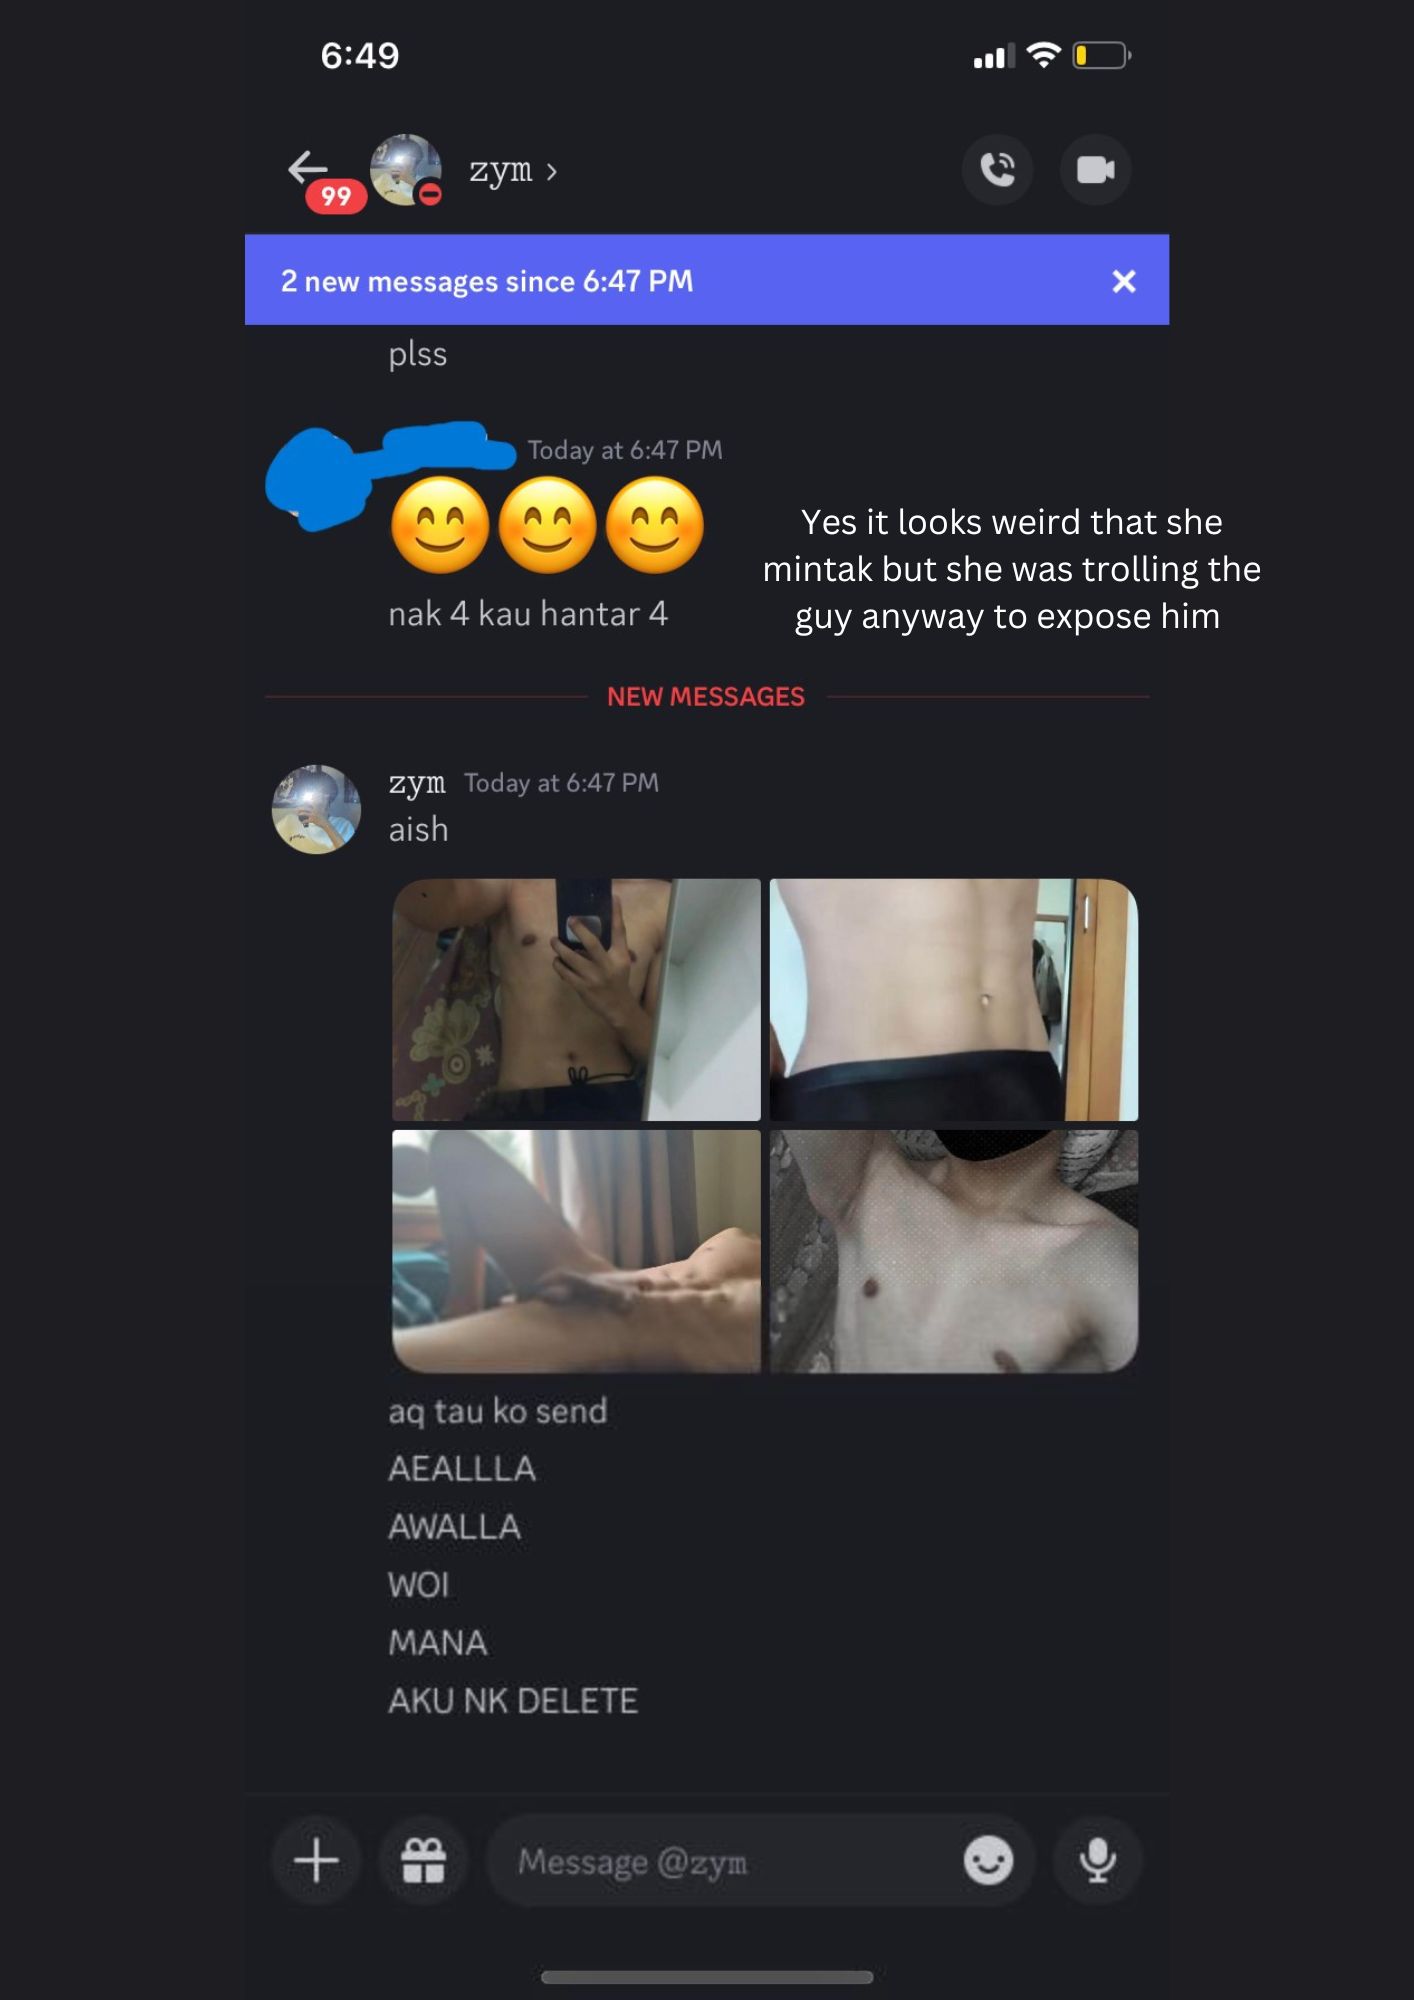 6:49
99
zym
2 new messages since 6:47 PM
plss
Today at 6:47 PM
nak 4 kau hantar 4
Yes it looks weird that she
mintak but she was trolling the
guy anyway to expose him
NEW MESSAGES
zym Today at 6:47 PM
aish
aq tau ko send
AEALLLA
AWALLA
WOI
MANA
AKU NK DELETE
Message @zym